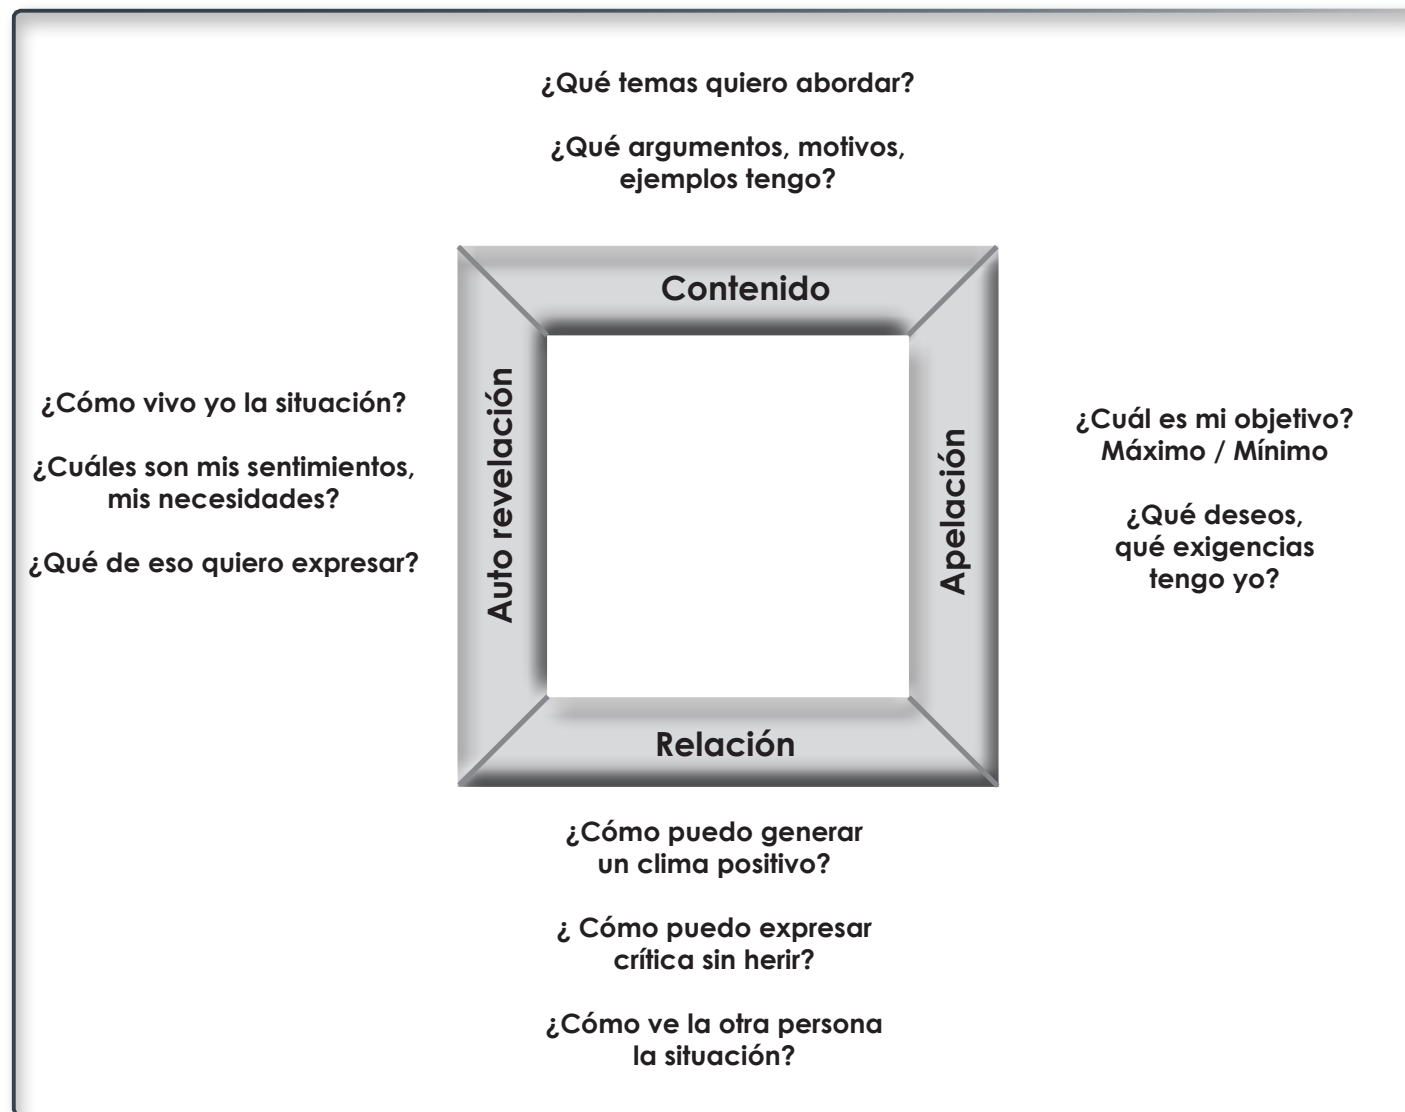 ¿Qué temas quiero abordar?
¿Qué argumentos, motivos,
ejemplos tengo?
Contenido
¿Cómo vivo yo la situación?
¿Cuáles son mis sentimientos,
mis necesidades?
¿Qué de eso quiero expresar?
Auto revelación
Apelación
¿Cuál es mi objetivo?
Máximo / Mínimo
¿Qué deseos,
qué exigencias
tengo yo?
Relación
¿Cómo puedo generar
un clima positivo?
¿ Cómo puedo expresar
crítica sin herir?
¿Cómo ve la otra persona
la situación?